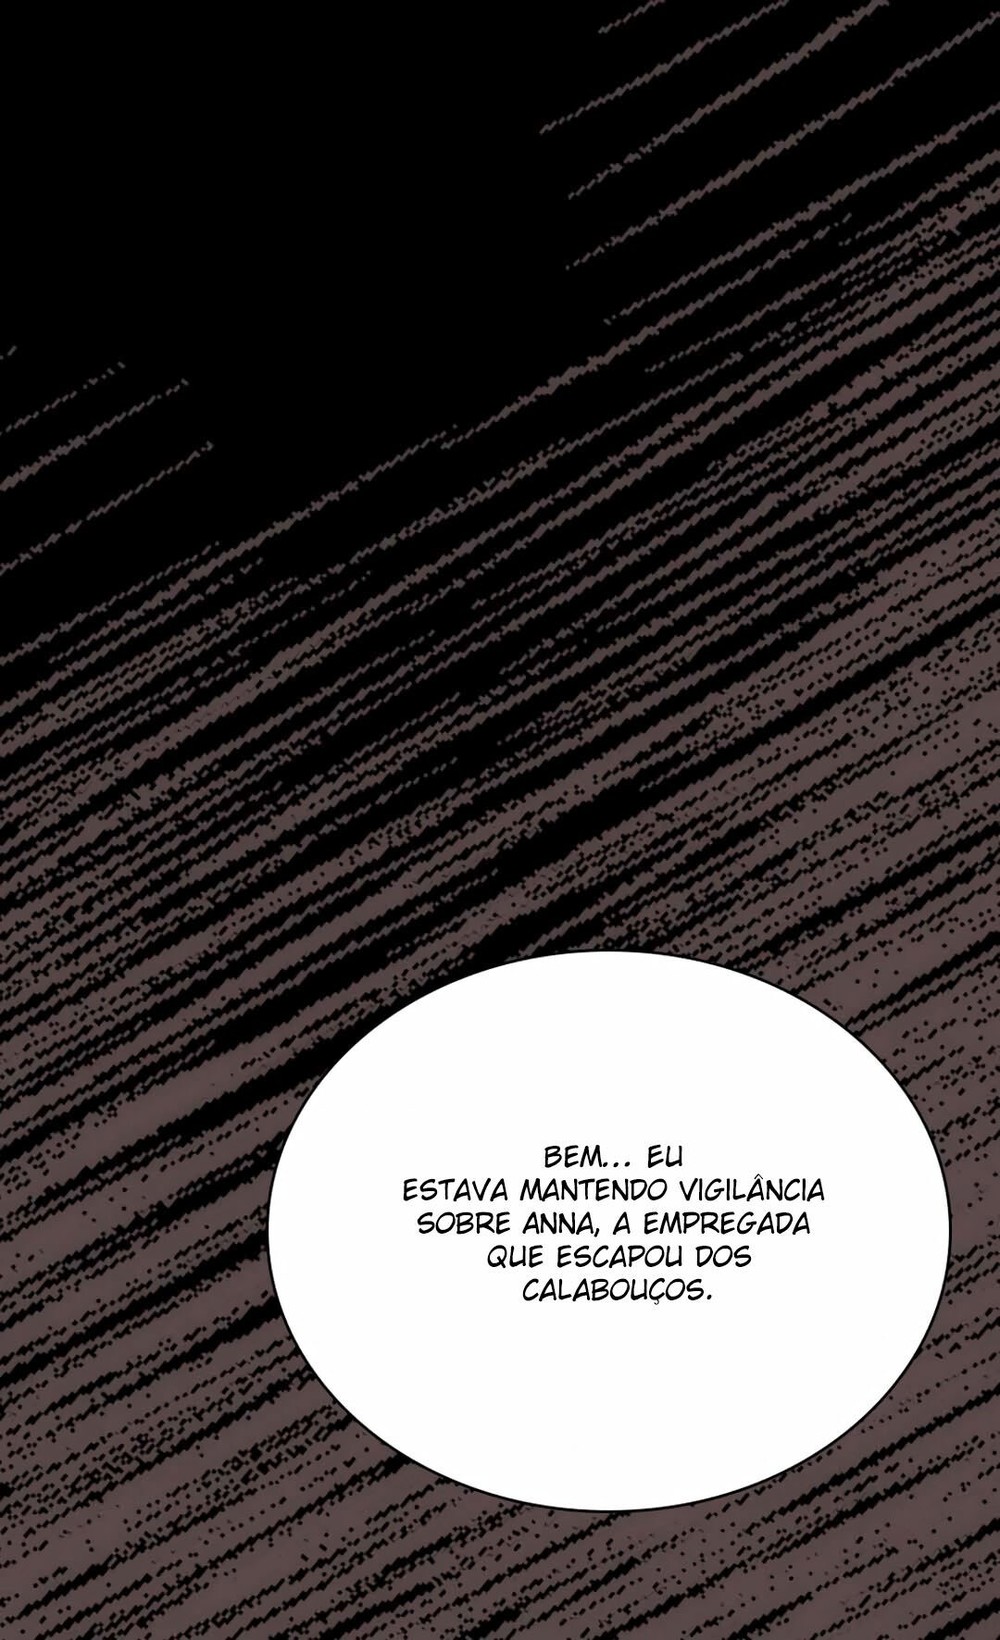 BEM... EU
ESTAVA MANTENDO VIGILÂNCIA
SOBRE ANNA, A EMPREGADA
QUE ESCAPOU DOS
CALABOUÇOS.